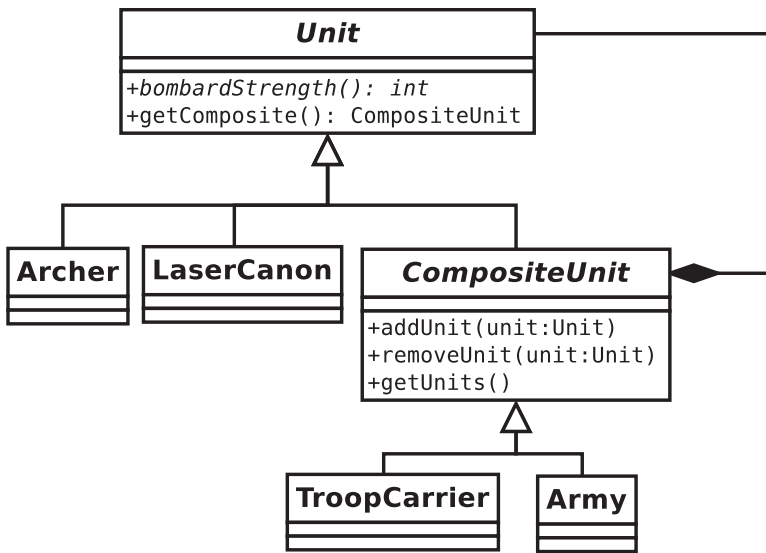 Unit
+bombardStrength(): int
+getComposite(): CompositeUnit
Archer
LaserCanon
CompositeUnit
+addUnit(unit:Unit)
+removeUnit(unit:Unit)
+getUnits()
TroopCarrier
Army